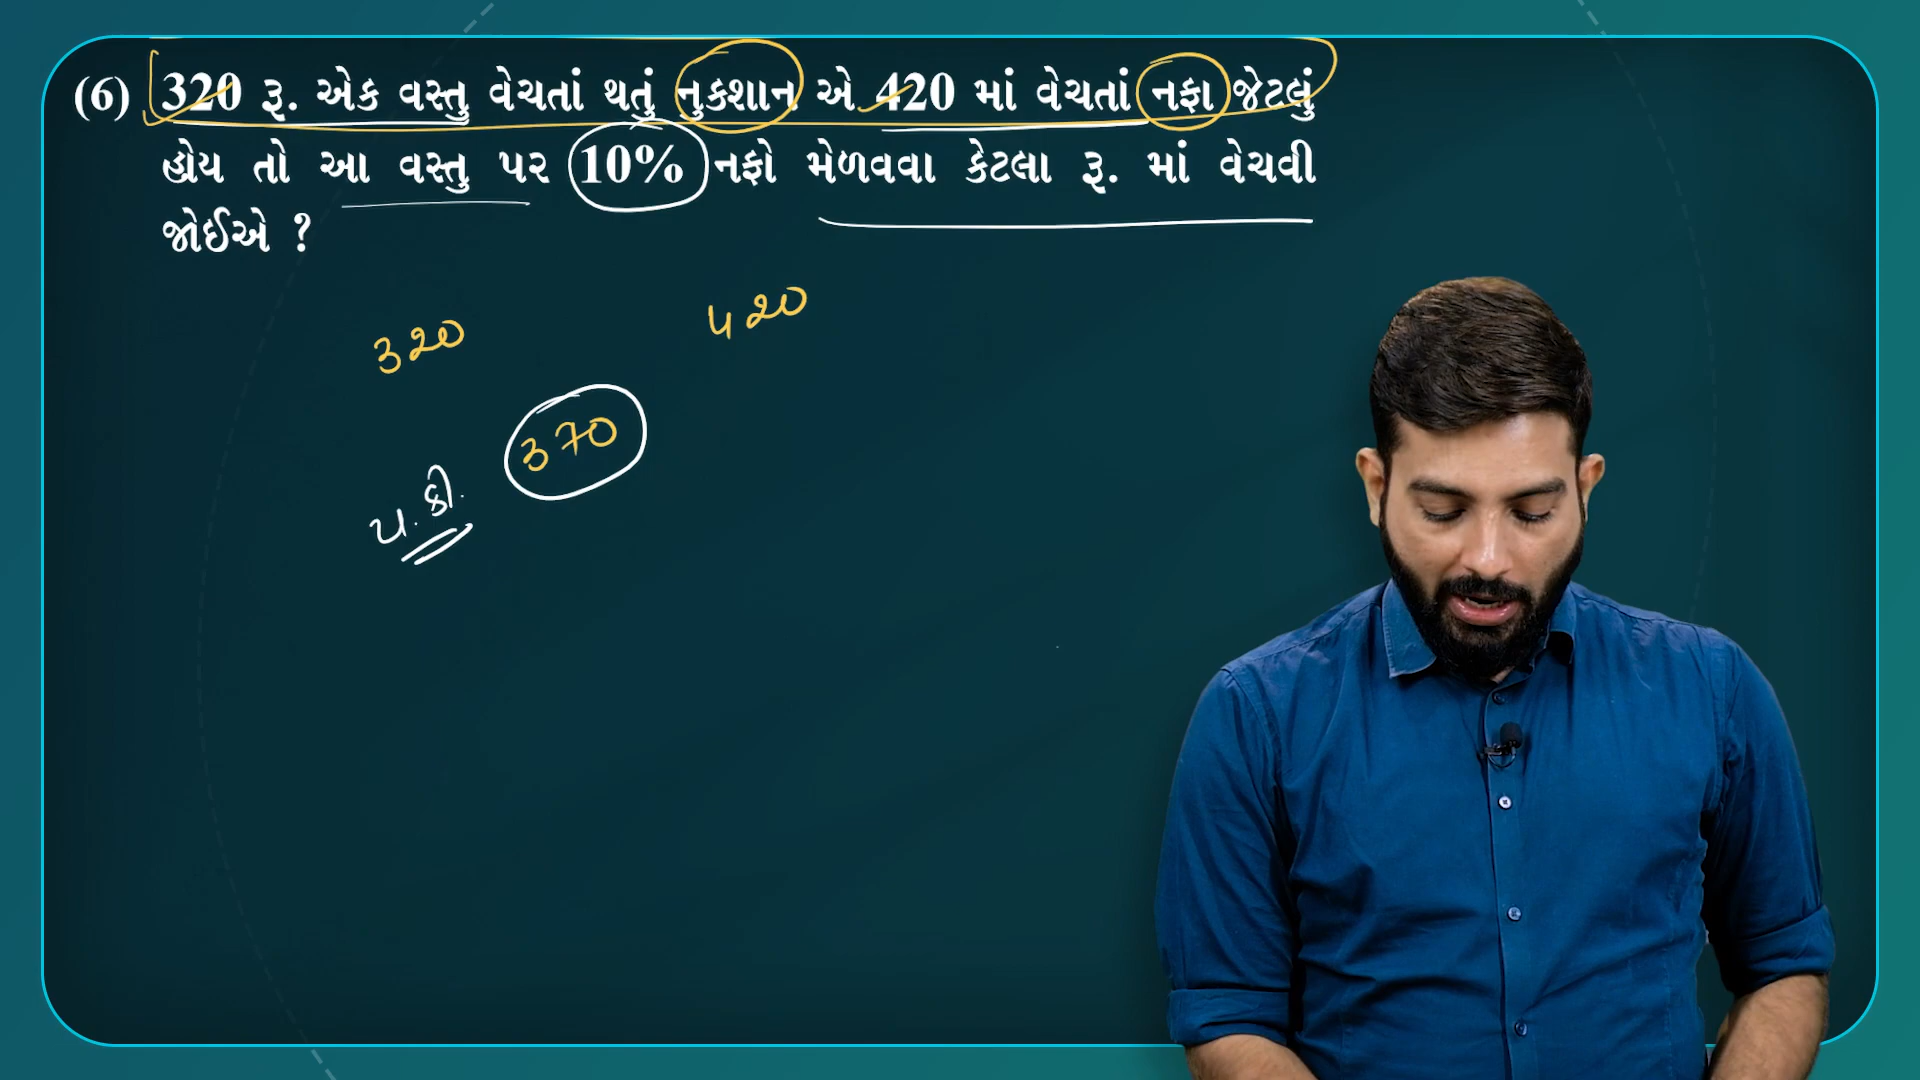 (6) 320 રૂ. એક વસ્તુ વેચતાં થતું નુકશાન એ 420 માં વેચતાં નફા જેટલું
હોય તો આ વસ્તુ પર 10% નફો મેળવવા કેટલા રૂ. માં વેચવી
જોઈએ ?
320 420
370
પ.કી.